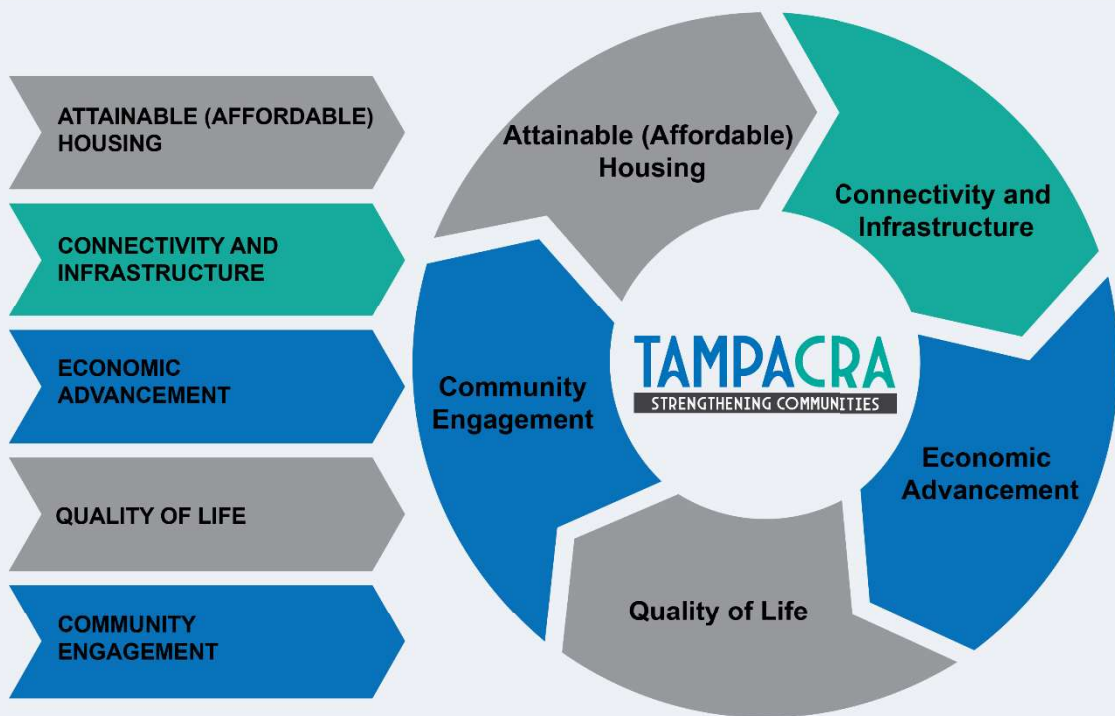 ATTAINABLE (AFFORDABLE)
HOUSING
CONNECTIVITY AND
INFRASTRUCTURE
ECONOMIC
ADVANCEMENT
QUALITY OF LIFE
COMMUNITY
ENGAGEMENT
Attainable (Affordable)
Housing
Connectivity and
Infrastructure
Economic
Advancement
Quality of Life
Community
Engagement
TAMPACRA
STRENGTHENING COMMUNITIES